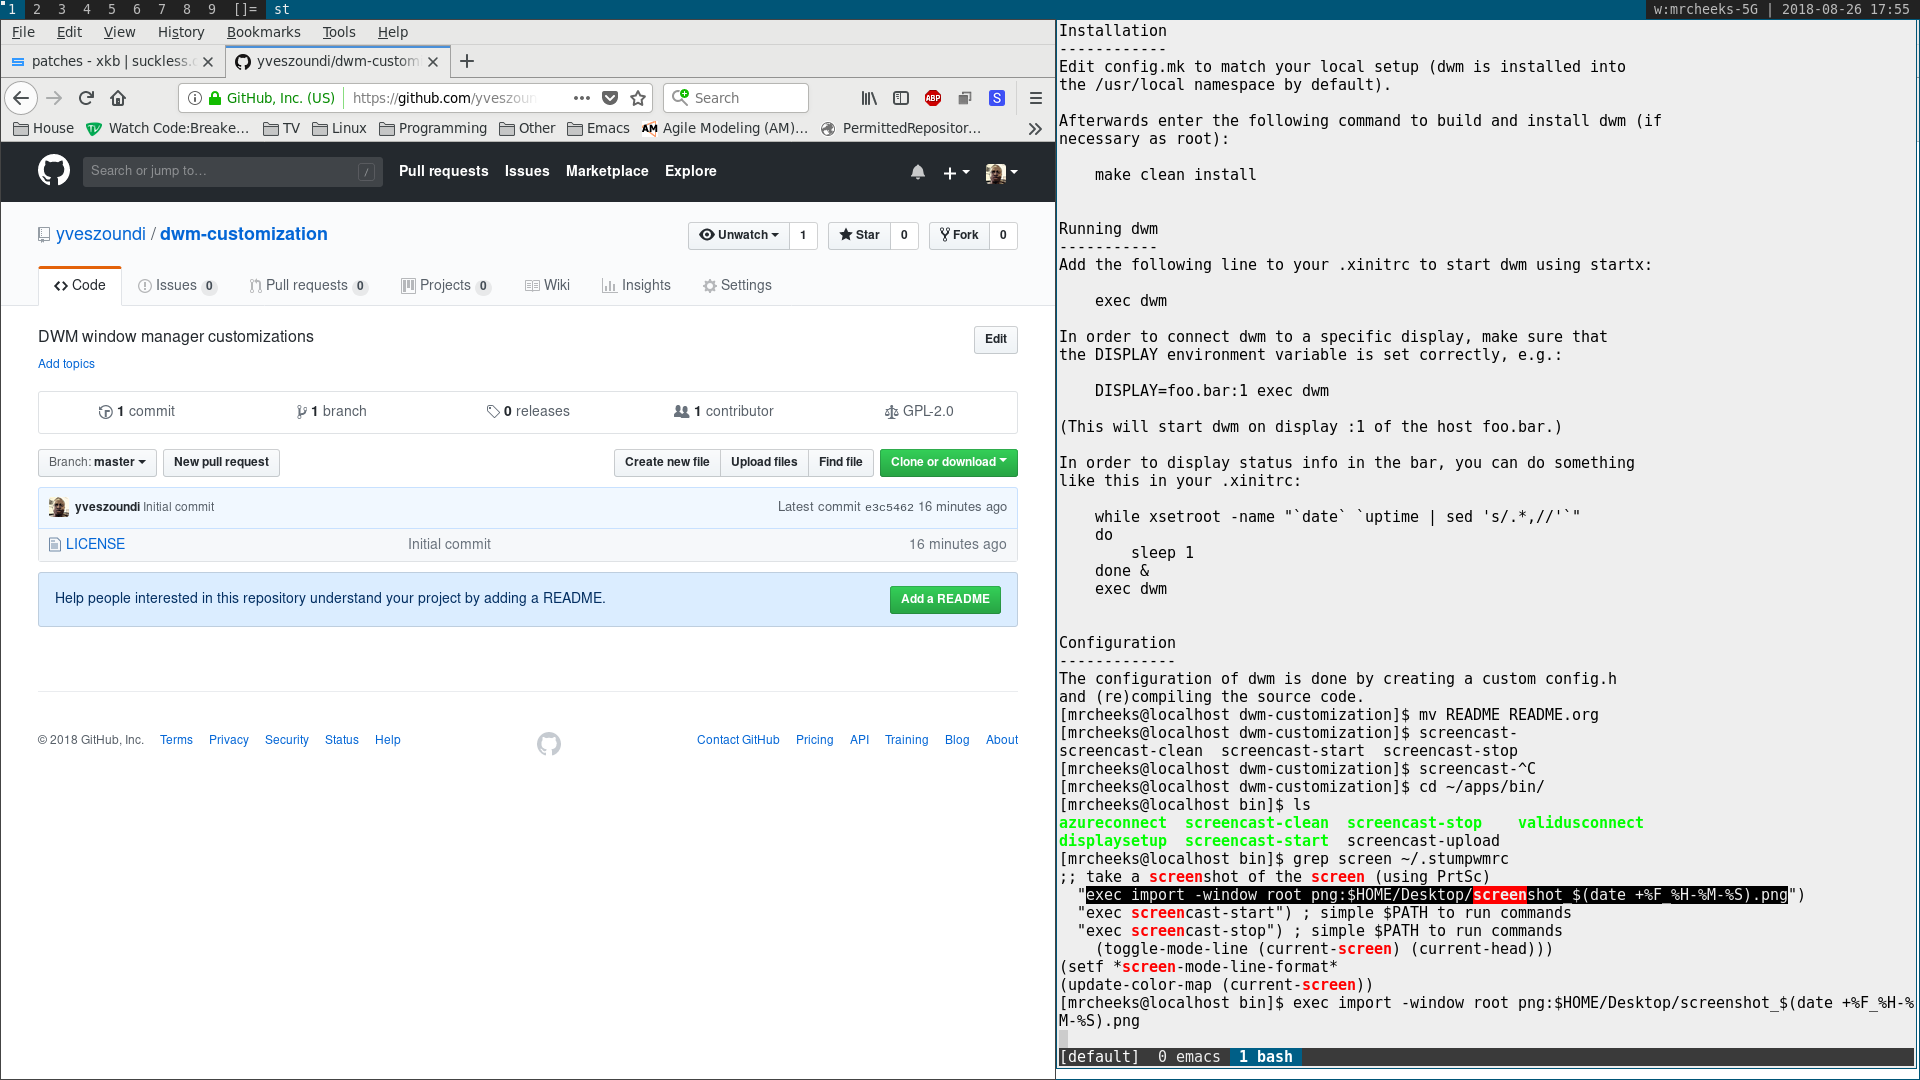 1 2 3 4 5 6 7 8 9 []= st w:mrcheeks-5G | 2018-08-26 17:55
File Edit View History Bookmarks Tools Help
patches - xkb | suckless. yveszoundi/dwm-custom
GitHub, Inc. (US) https://github.com/yveszoun Search ABP S
House Watch Code:Breake... TV Linux Programming Other Emacs AM Agile Modeling (AM)... PermittedRepositor...
Search or jump to... / Pull requests Issues Marketplace Explore
yveszoundi / dwm-customization Unwatch 1 Star 0 Fork 0
Code Issues 0 Pull requests 0 Projects 0 Wiki Insights Settings
DWM window manager customizations Edit
Add topics
1 commit 1 branch 0 releases 1 contributor GPL-2.0
Branch: master New pull request Create new file Upload files Find file Clone or download
yveszoundi Initial commit Latest commit e3c5462 16 minutes ago
LICENSE Initial commit 16 minutes ago
Help people interested in this repository understand your project by adding a README. Add a README
© 2018 GitHub, Inc. Terms Privacy Security Status Help Contact GitHub Pricing API Training Blog About
Installation
------------
Edit config.mk to match your local setup (dwm is installed into
the /usr/local namespace by default).
Afterwards enter the following command to build and install dwm (if
necessary as root):
make clean install
Running dwm
-----------
Add the following line to your .xinitrc to start dwm using startx:
exec dwm
In order to connect dwm to a specific display, make sure that
the DISPLAY environment variable is set correctly, e.g.:
DISPLAY=foo.bar:1 exec dwm
(This will start dwm on display :1 of the host foo.bar.)
In order to display status info in the bar, you can do something
like this in your .xinitrc:
while xsetroot -name "`date` `uptime | sed 's/.*,//'`"
do
sleep 1
done &
exec dwm
Configuration
-------------
The configuration of dwm is done by creating a custom config.h
and (re)compiling the source code.
[mrcheeks@localhost dwm-customization]$ mv README README.org
[mrcheeks@localhost dwm-customization]$ screencast-
screencast-clean screencast-start screencast-stop
[mrcheeks@localhost dwm-customization]$ screencast-^C
[mrcheeks@localhost dwm-customization]$ cd ~/apps/bin/
[mrcheeks@localhost bin]$ ls
azureconnect screencast-clean screencast-stop validusconnect
displaysetup screencast-start screencast-upload
[mrcheeks@localhost bin]$ grep screen ~/.stumpwmrc
;; take a screenshot of the screen (using PrtSc)
"exec import -window root png:$HOME/Desktop/screenshot_$(date +%F_%H-%M-%S).png")
"exec screencast-start") ; simple $PATH to run commands
"exec screencast-stop") ; simple $PATH to run commands
(toggle-mode-line (current-screen) (current-head)))
(setf *screen-mode-line-format*
(update-color-map (current-screen))
[mrcheeks@localhost bin]$ exec import -window root png:$HOME/Desktop/screenshot_$(date +%F_%H-%
M-%S).png
[default] 0 emacs 1 bash